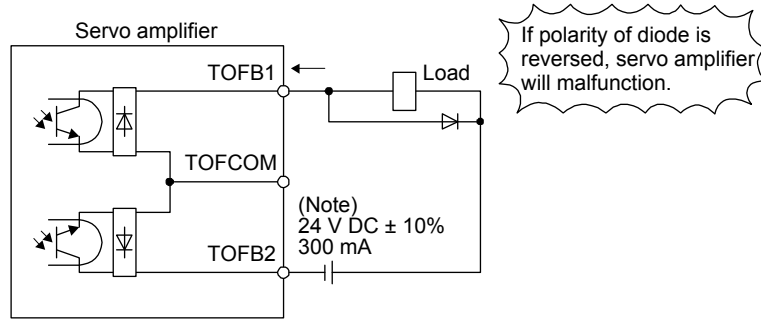 Servo amplifier
TOFB1
Load
If polarity of diode is
reversed, servo amplifier
will malfunction.
TOFCOM
(Note)
24 V DC ± 10%
300 mA
TOFB2